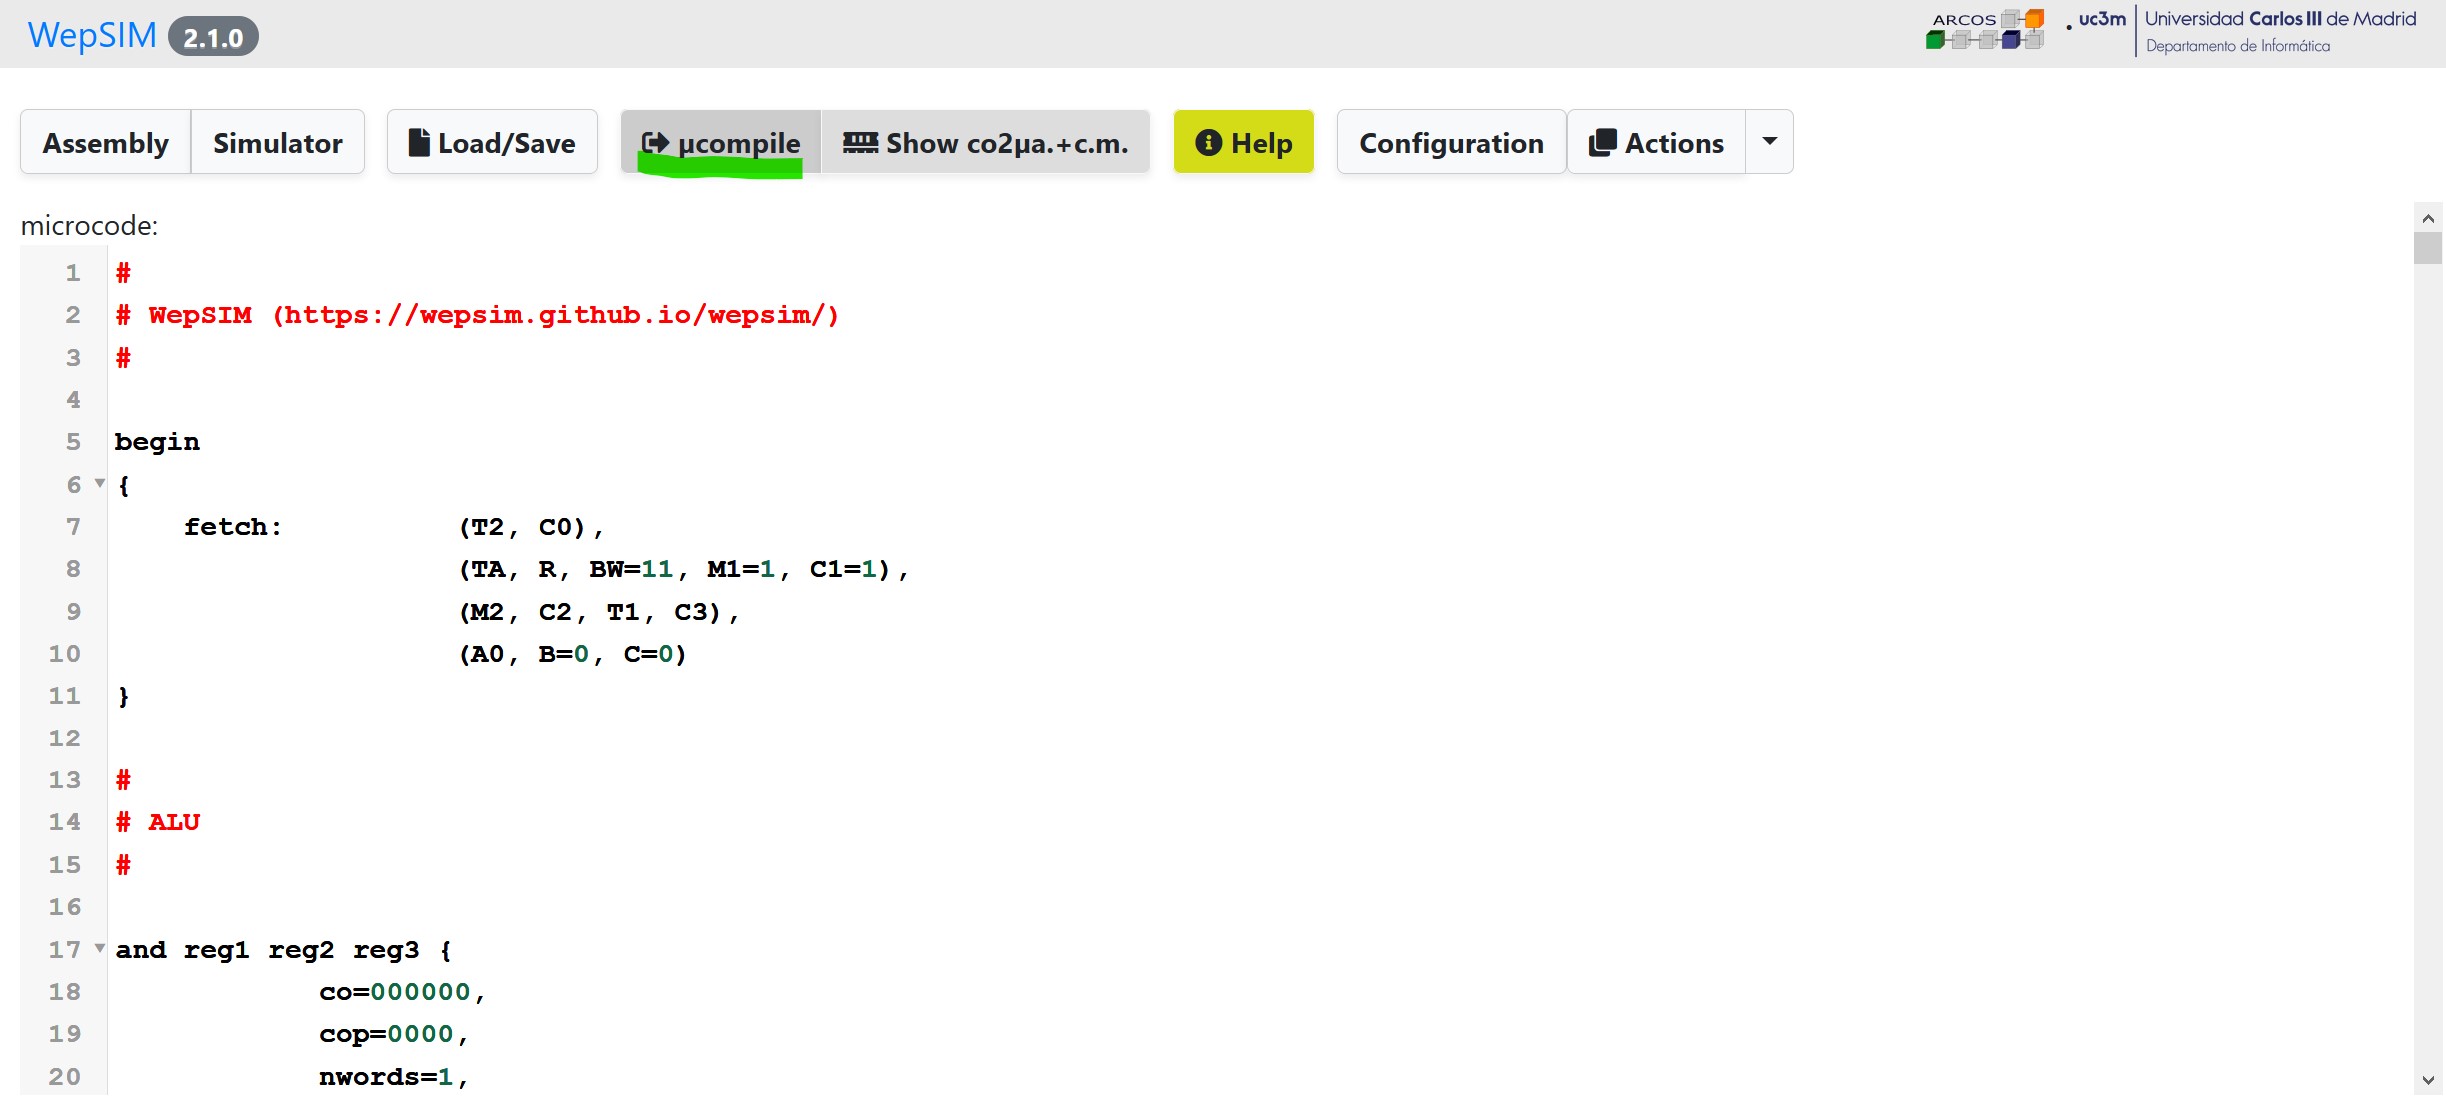 WepSIM 2.1.0
ARCOS
uc3m Universidad Carlos III de Madrid
Departamento de Informática
Assembly Simulator Load/Save µcompile Show co2µa.+c.m. Help Configuration Actions
microcode:
1 #
2 # WepSIM (https://wepsim.github.io/wepsim/)
3 #
4
5 begin
6 {
7 fetch: (T2, C0),
8 (TA, R, BW=11, M1=1, C1=1),
9 (M2, C2, T1, C3),
10 (A0, B=0, C=0)
11 }
12
13 #
14 # ALU
15 #
16
17 and reg1 reg2 reg3 {
18 co=000000,
19 cop=0000,
20 nwords=1,